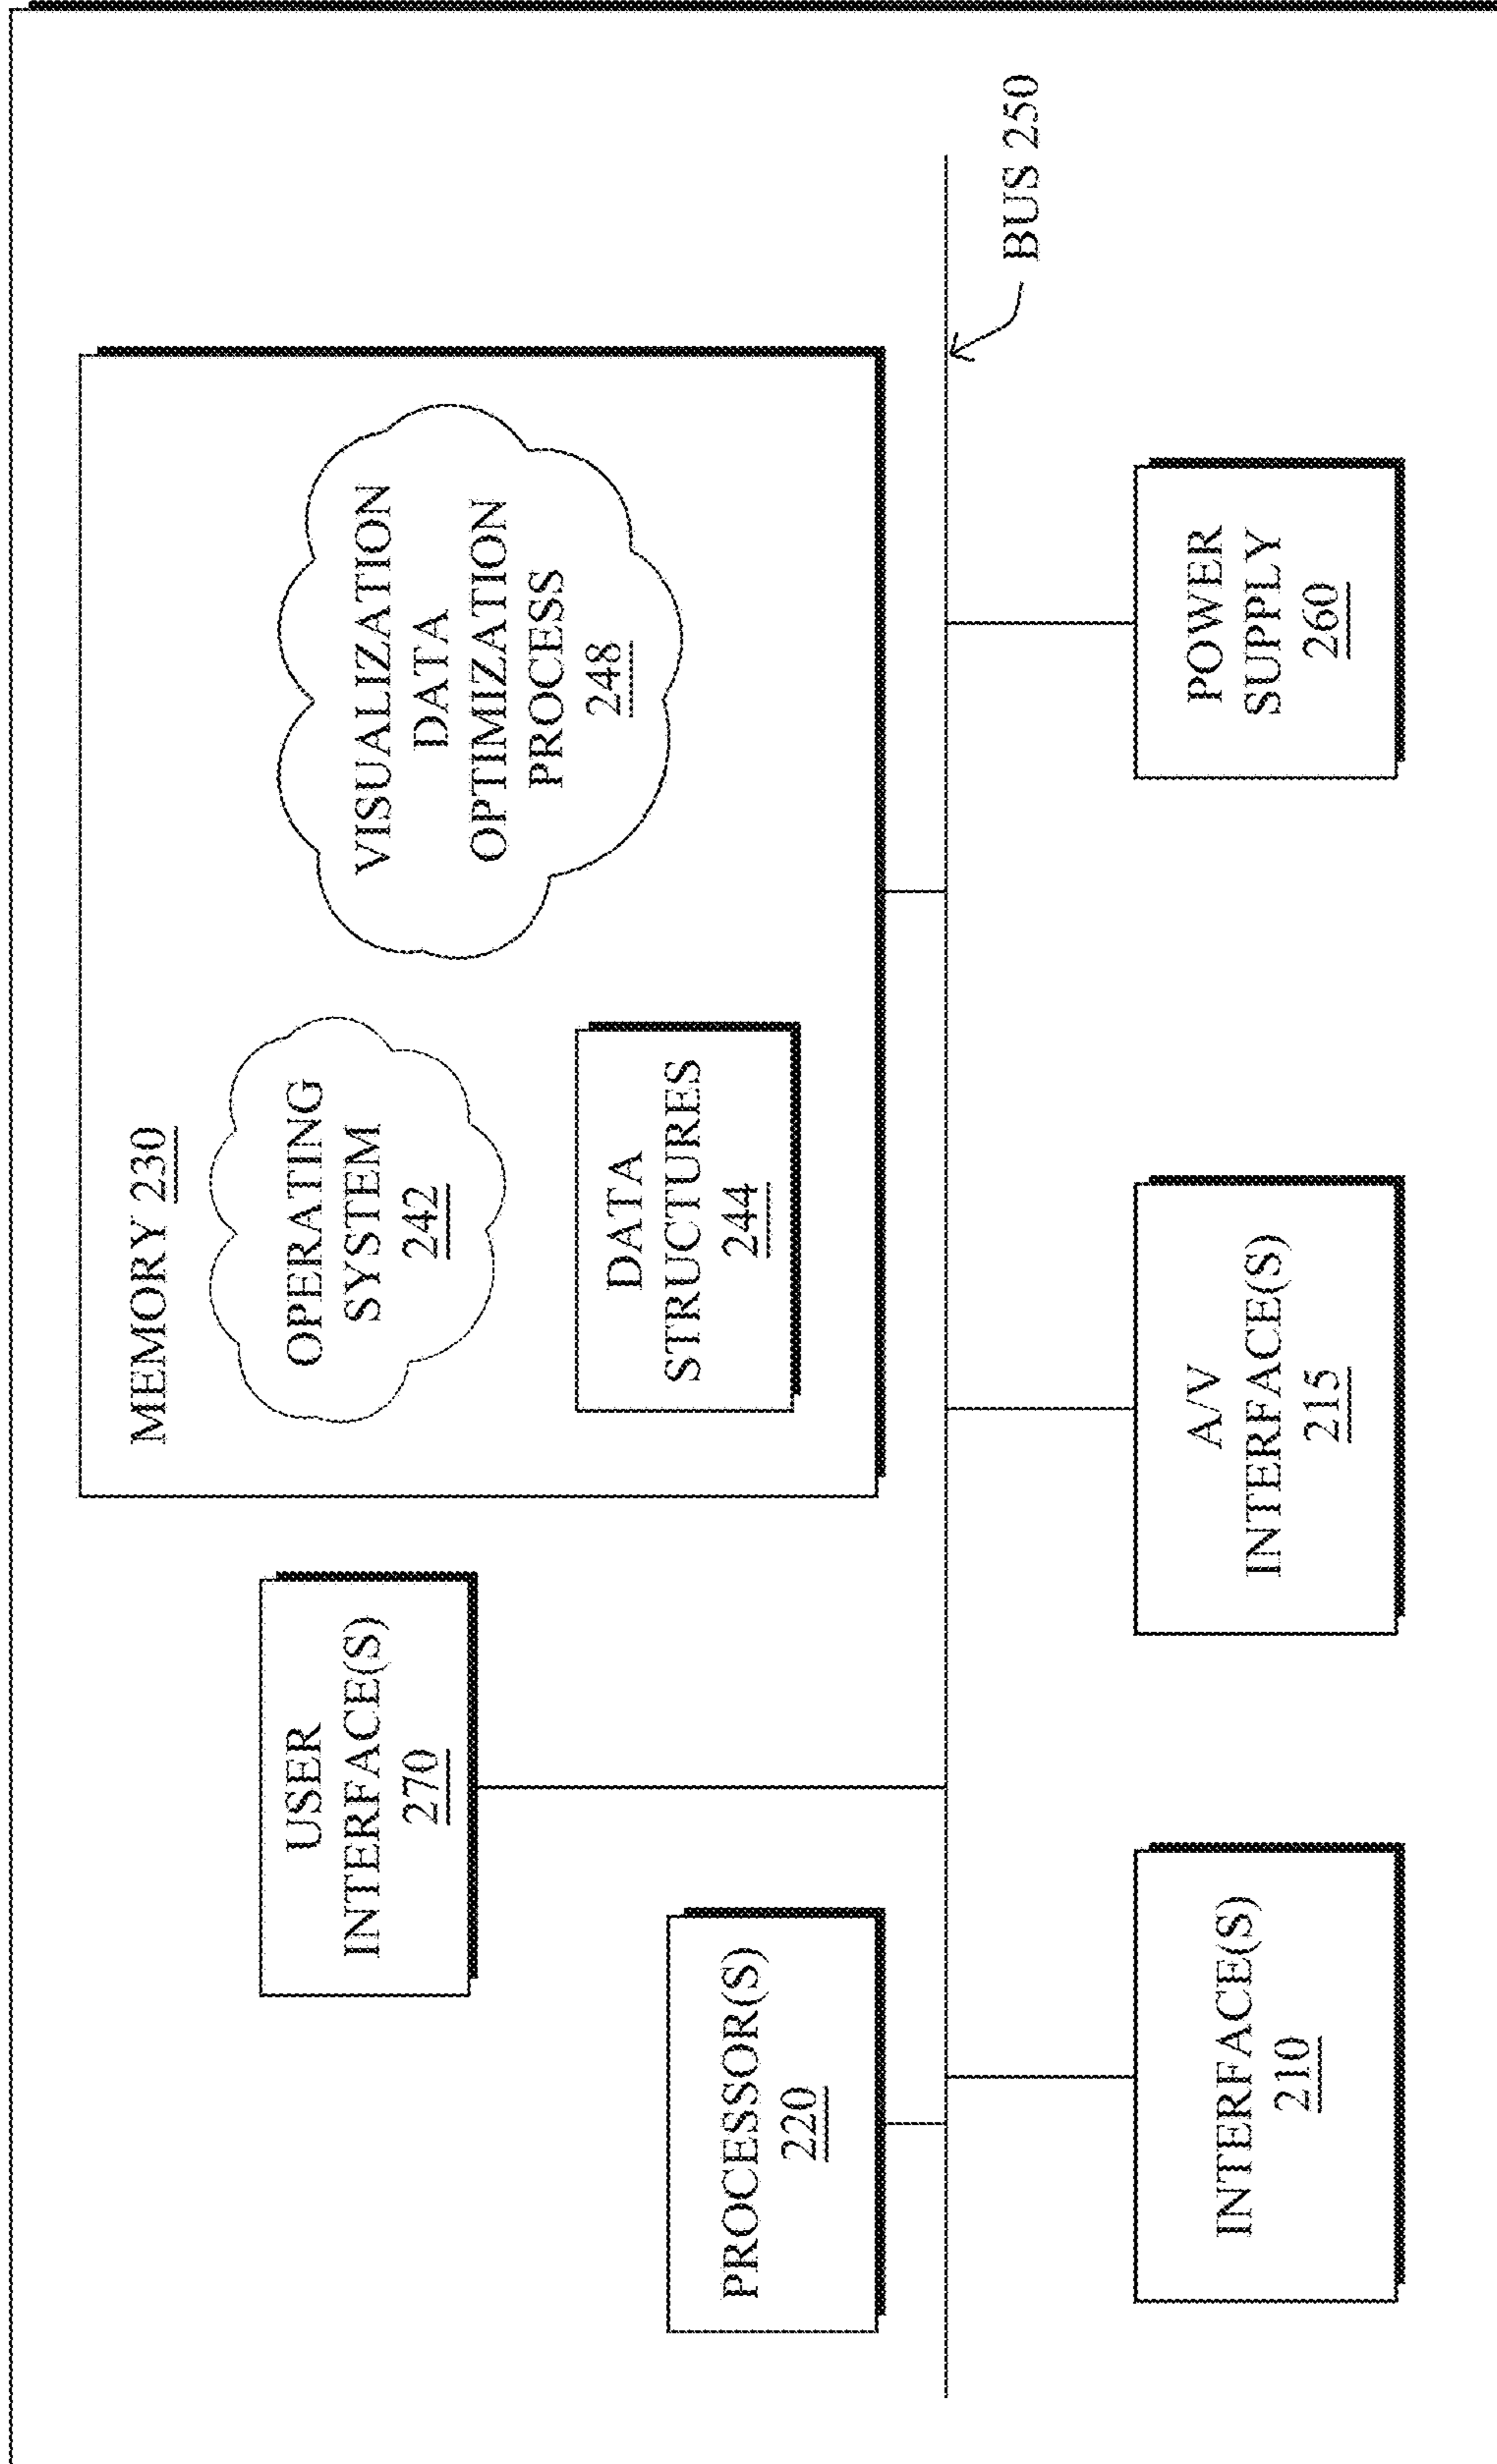 MEMORY 230
OPERATING
SYSTEM
242
DATA
STRUCTURES
244
VISUALIZATION
DATA
OPTIMIZATION
PROCESS
248
USER
INTERFACE(S)
270
PROCESSOR(S)
220
BUS 250
INTERFACE(S)
210
A/V
INTERFACE(S)
215
POWER
SUPPLY
260